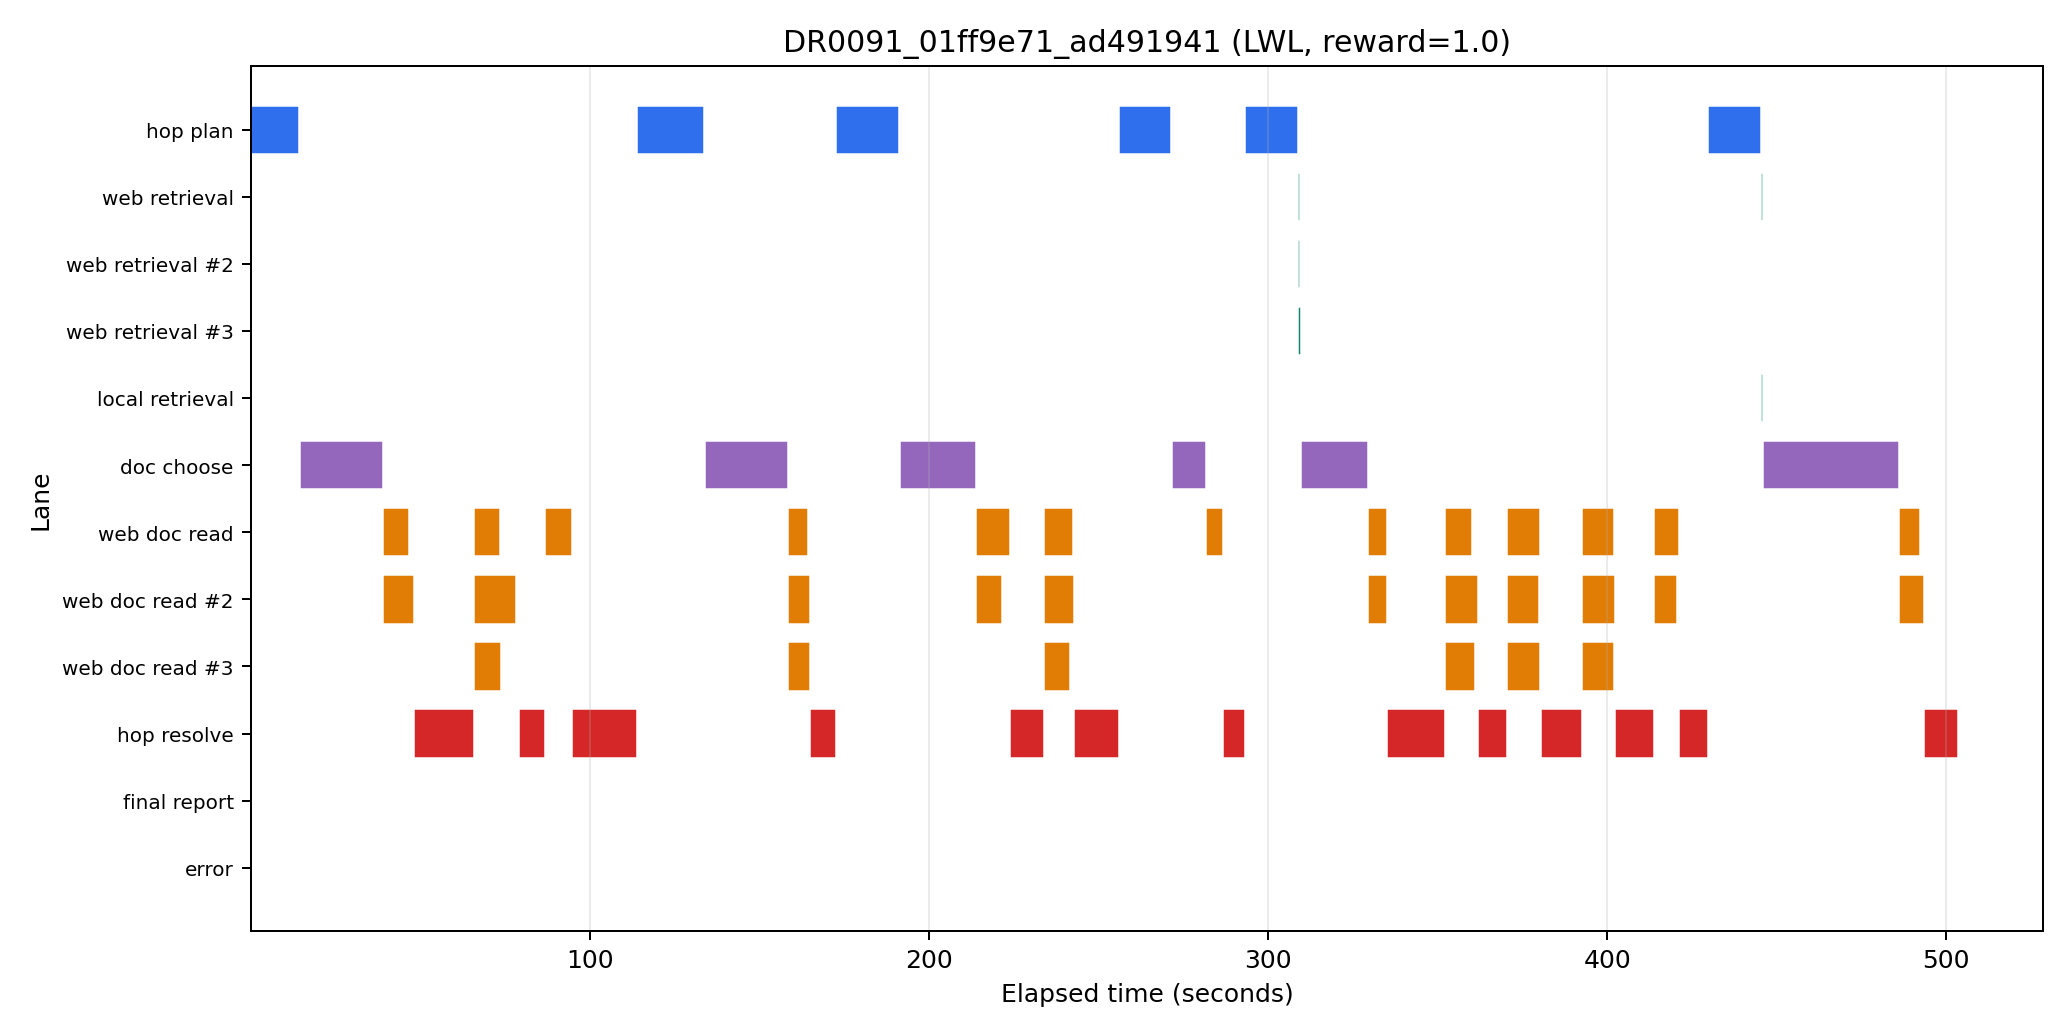 DR0091_01ff9e71_ad491941 (LWL, reward=1.0)
hop plan
web retrieval
web retrieval #2
web retrieval #3
local retrieval
doc choose
web doc read
web doc read #2
web doc read #3
hop resolve
final report
error
Lane
100 200 300 400 500
Elapsed time (seconds)